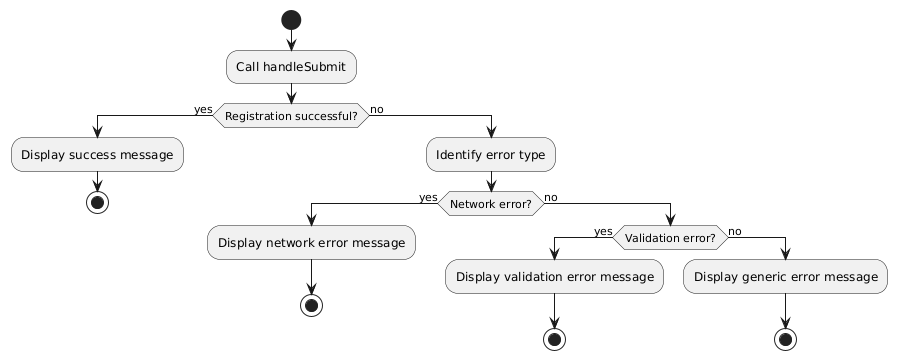 Call handleSubmit
yes
Registration successful?
no
Display success message
Identify error type
yes
Network error?
no
Display network error message
yes
Validation error?
no
Display validation error message
Display generic error message